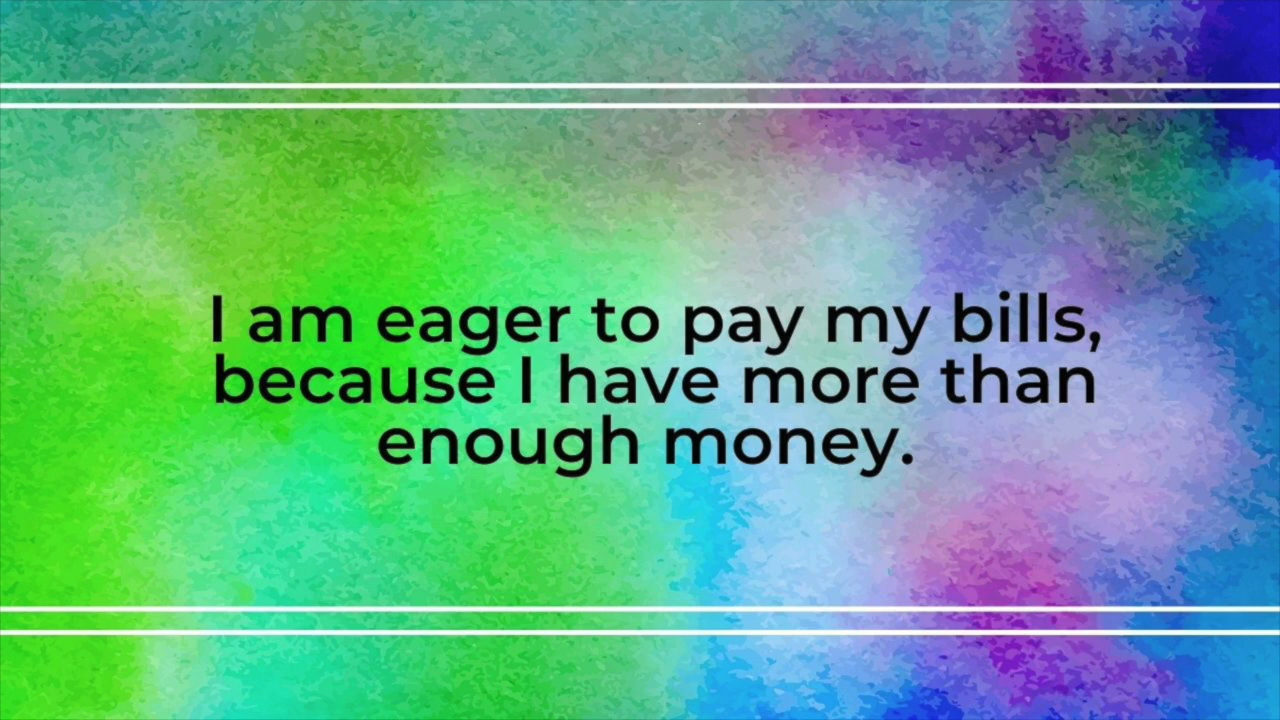 I am eager to pay my bills,
because I have more than
enough money.